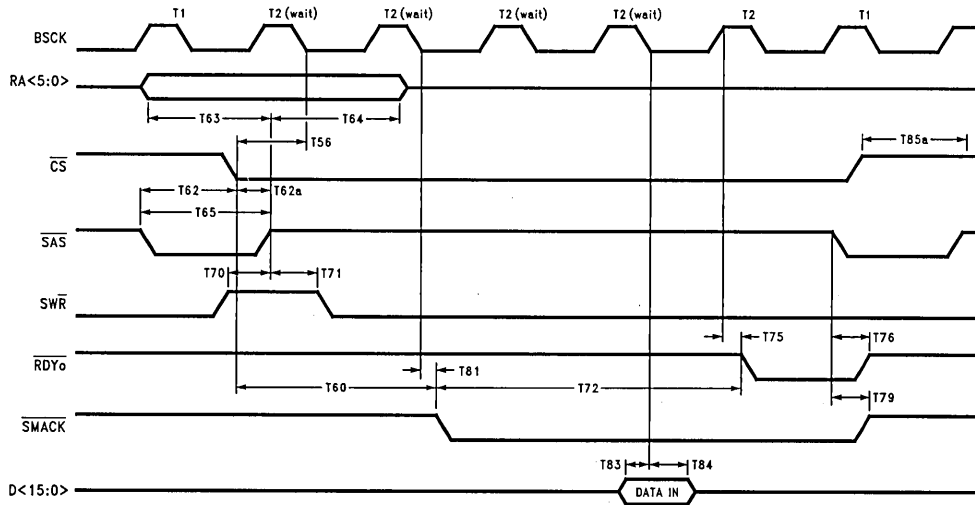 T1 T2 (wait) T2 (wait) T2 (wait) T2 (wait) T2 T1
BSCK
RA<5:0>
T63 T64
T56
CS
T85a
T62 T62a
T65
SAS
T70 T71
SWR
T75 T76
RDYo
T60 T81 T72
T79
SMACK
T83 T84
D<15:0> DATA IN